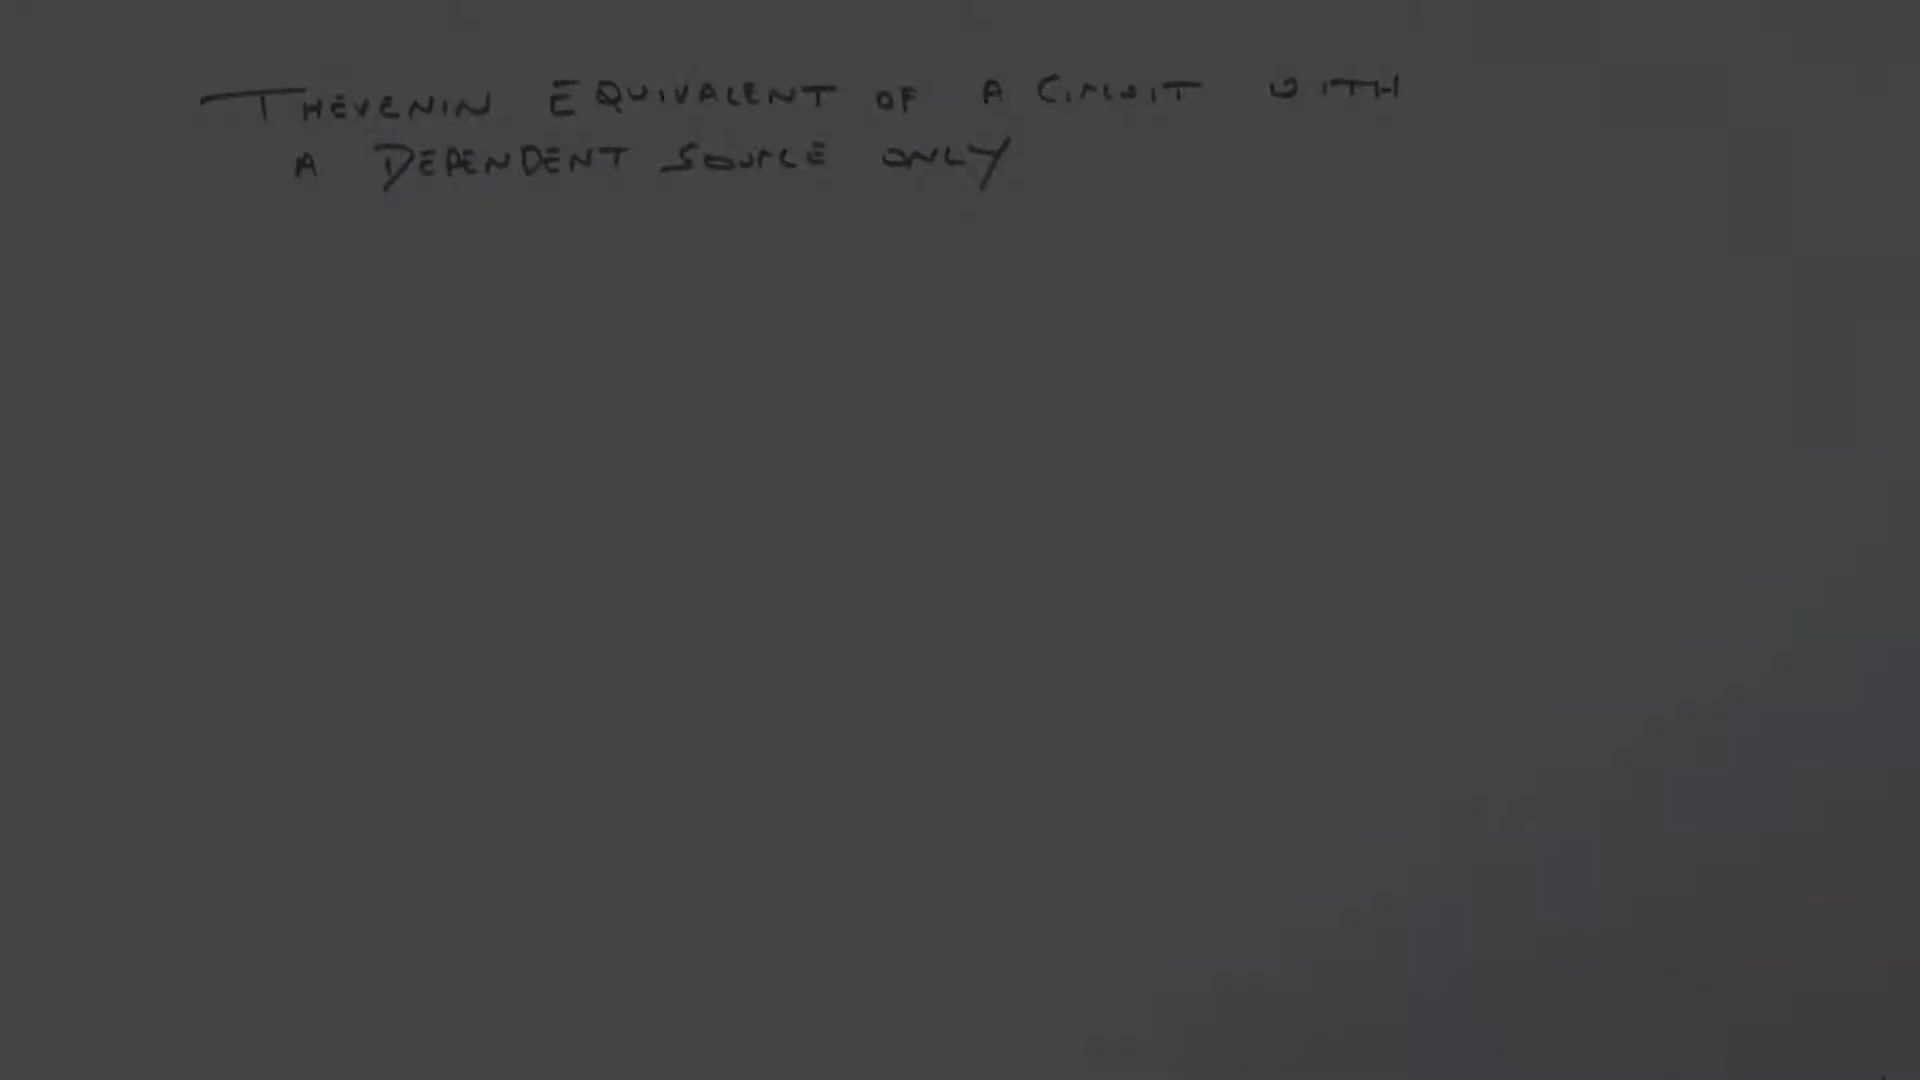 THEVENIN EQUIVALENT OF A CIRCUIT WITH
A DEPENDENT SOURCE ONLY